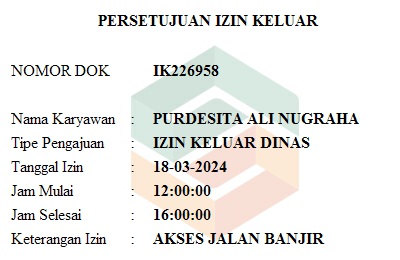 PERSETUJUAN IZIN KELUAR
NOMOR DOK IK226958
Nama Karyawan : PURDESITA ALI NUGRAHA
Tipe Pengajuan : IZIN KELUAR DINAS
Tanggal Izin : 18-03-2024
Jam Mulai : 12:00:00
Jam Selesai : 16:00:00
Keterangan Izin : AKSES JALAN BANJIR